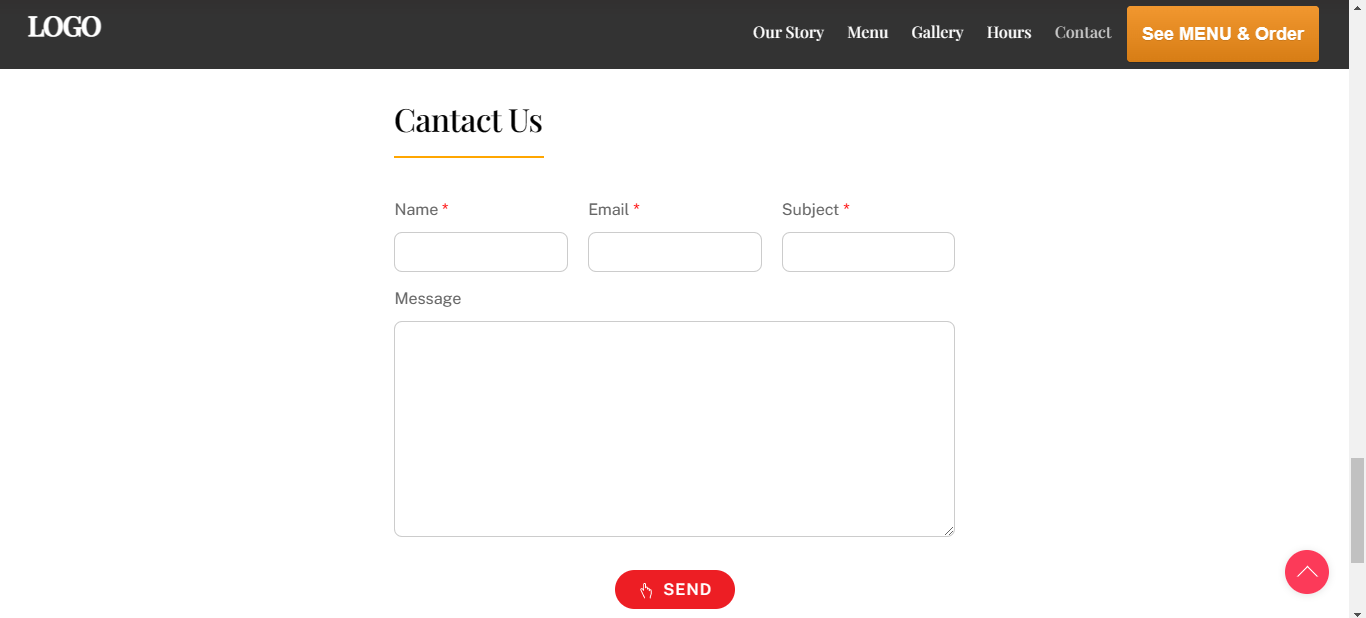 LOGO
Our Story Menu Gallery Hours Contact See MENU & Order
Cantact Us
Name * Email * Subject *
Message
SEND